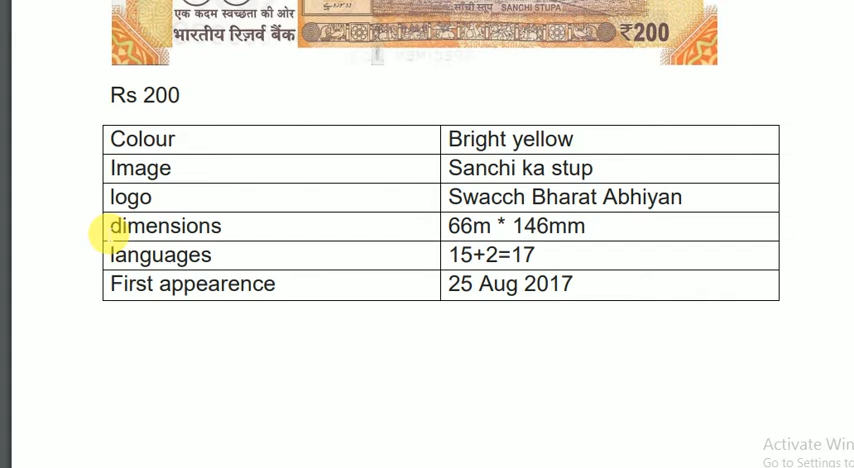 एक कदम स्वच्छता की ओर
भारतीय रिज़र्व बैंक
साँची स्तूप SANCHI STUPA
₹200
Rs 200
Colour Bright yellow
Image Sanchi ka stup
logo Swacch Bharat Abhiyan
dimensions 66m * 146mm
languages 15+2=17
First appearence 25 Aug 2017
Activate Win
Go to Settings to